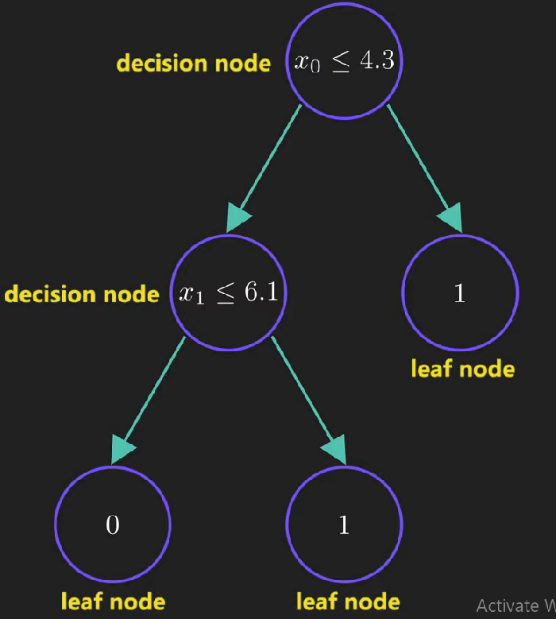 decision node
x₀ ≤ 4.3
decision node
x₁ ≤ 6.1
1
leaf node
0
1
leaf node
leaf node
Activate W